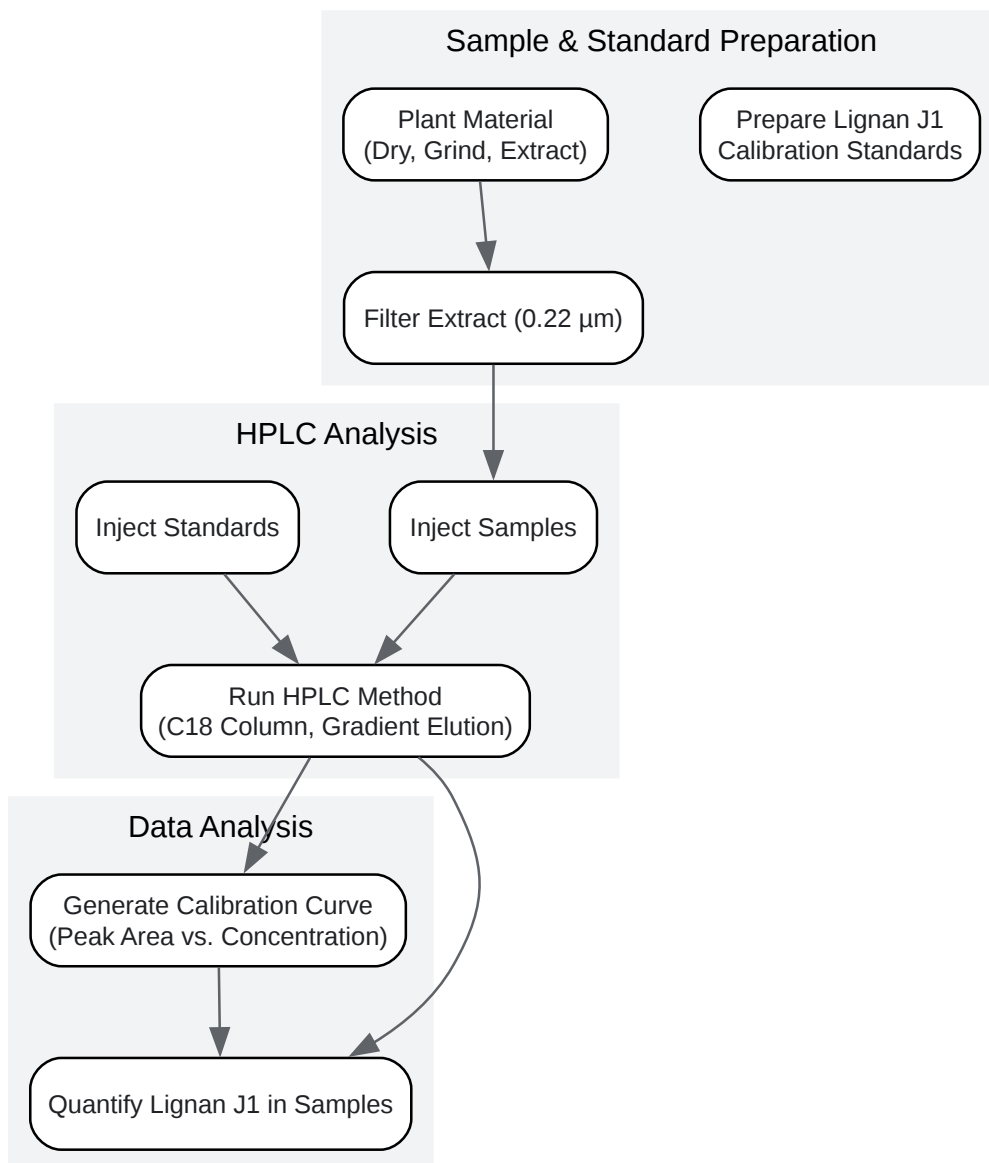 Sample & Standard Preparation
Plant Material
(Dry, Grind, Extract)
Prepare Lignan J1
Calibration Standards
Filter Extract (0.22 µm)
HPLC Analysis
Inject Standards
Inject Samples
Run HPLC Method
(C18 Column, Gradient Elution)
Data Analysis
Generate Calibration Curve
(Peak Area vs. Concentration)
Quantify Lignan J1 in Samples